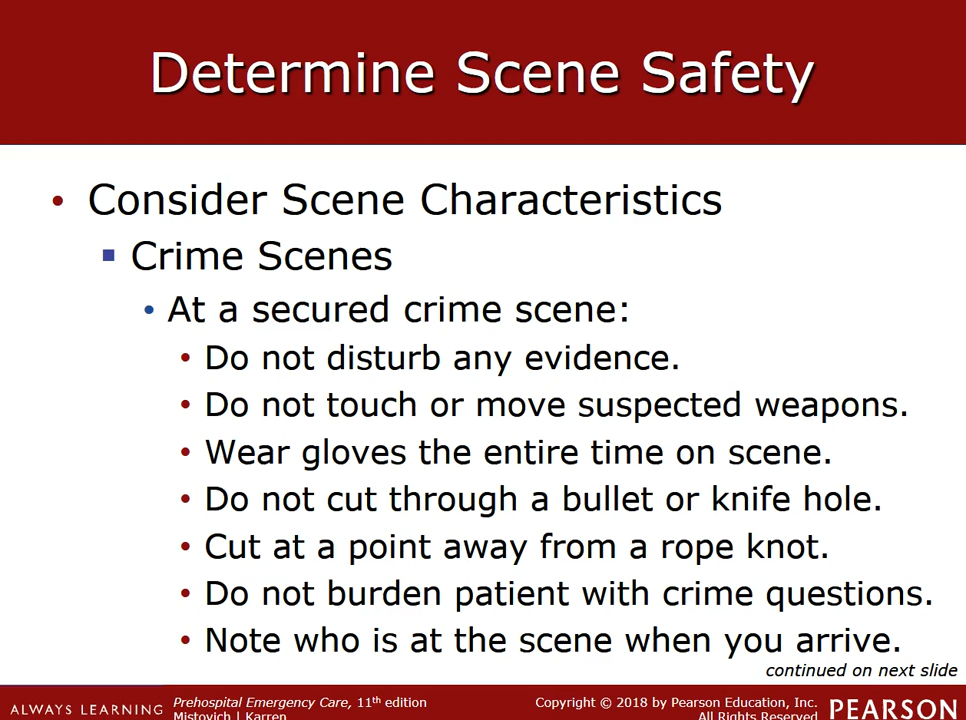 Determine Scene Safety
• Consider Scene Characteristics
▪ Crime Scenes
• At a secured crime scene:
• Do not disturb any evidence.
• Do not touch or move suspected weapons.
• Wear gloves the entire time on scene.
• Do not cut through a bullet or knife hole.
• Cut at a point away from a rope knot.
• Do not burden patient with crime questions.
• Note who is at the scene when you arrive.
continued on next slide
ALWAYS LEARNING
Prehospital Emergency Care, 11th edition
Mistovich | Karren
Copyright © 2018 by Pearson Education, Inc.
All Rights Reserved
PEARSON